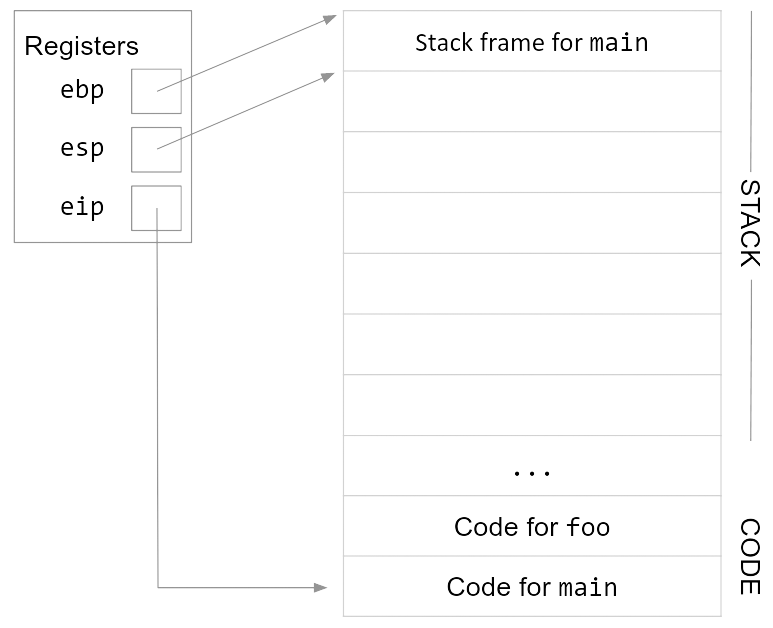 Registers
ebp
esp
eip
Stack frame for main
...
Code for foo
Code for main
STACK
CODE